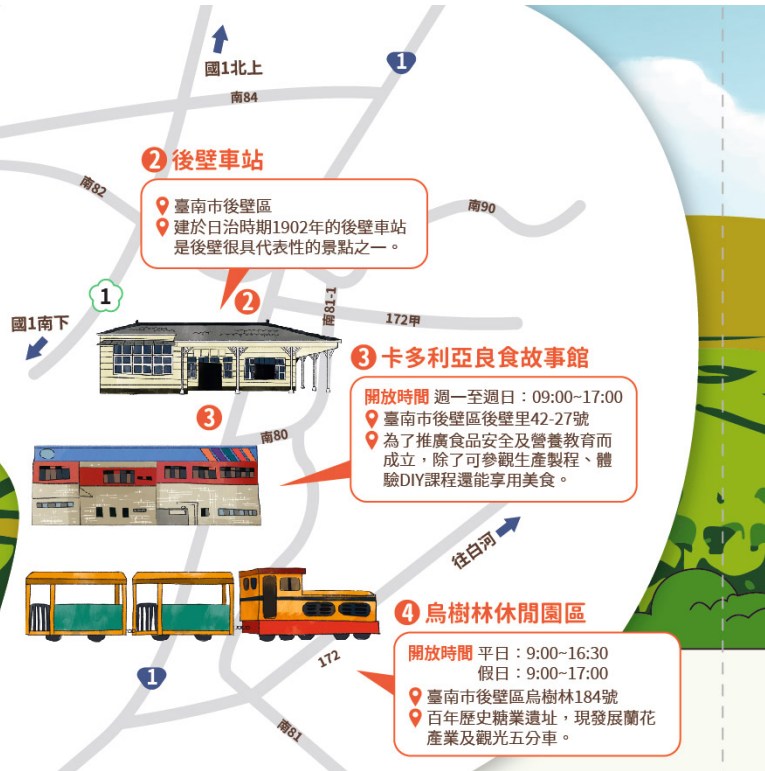 國1北上
1
南84
2 後壁車站
南82
臺南市後壁區
建於日治時期1902年的後壁車站
是後壁很具代表性的景點之一。
南90
1
2
南81-1
172甲
國1南下
3 卡多利亞良食故事館
開放時間 週一至週日：09:00~17:00
臺南市後壁區後壁里42-27號
為了推廣食品安全及營養教育而
成立，除了可參觀生產製程、體
驗DIY課程還能享用美食。
3
南80
往白河
4 烏樹林休閒園區
開放時間 平日：9:00~16:30
假日：9:00~17:00
臺南市後壁區烏樹林184號
百年歷史糖業遺址，現發展蘭花
產業及觀光五分車。
172
1
南81